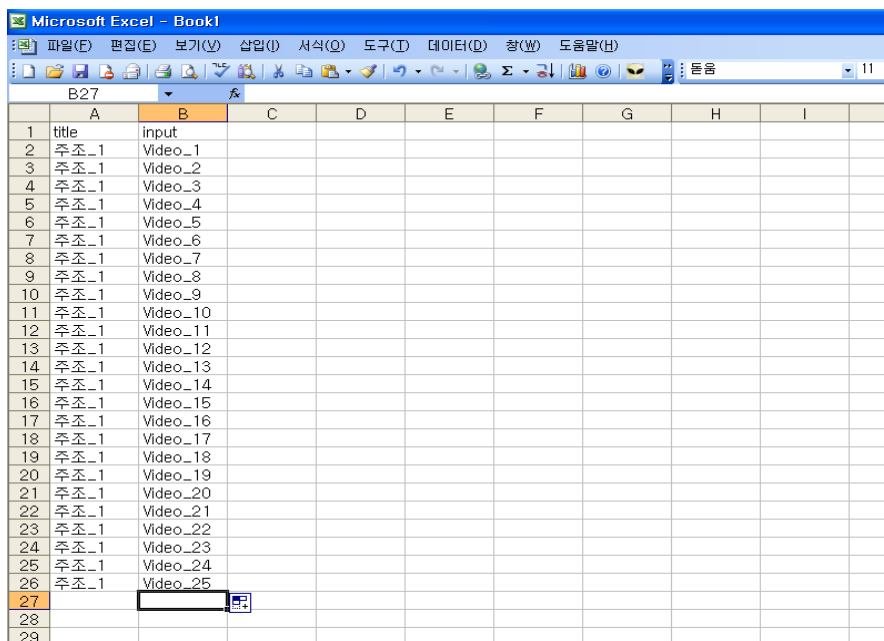 Microsoft Excel - Book1
파일(F) 편집(E) 보기(V) 삽입(I) 서식(O) 도구(T) 데이터(D) 창(W) 도움말(H)
돋움 11
B27 fx
A B C D E F G H I
1 title input
2 주조_1 Video_1
3 주조_1 Video_2
4 주조_1 Video_3
5 주조_1 Video_4
6 주조_1 Video_5
7 주조_1 Video_6
8 주조_1 Video_7
9 주조_1 Video_8
10 주조_1 Video_9
11 주조_1 Video_10
12 주조_1 Video_11
13 주조_1 Video_12
14 주조_1 Video_13
15 주조_1 Video_14
16 주조_1 Video_15
17 주조_1 Video_16
18 주조_1 Video_17
19 주조_1 Video_18
20 주조_1 Video_19
21 주조_1 Video_20
22 주조_1 Video_21
23 주조_1 Video_22
24 주조_1 Video_23
25 주조_1 Video_24
26 주조_1 Video_25
27
28
29